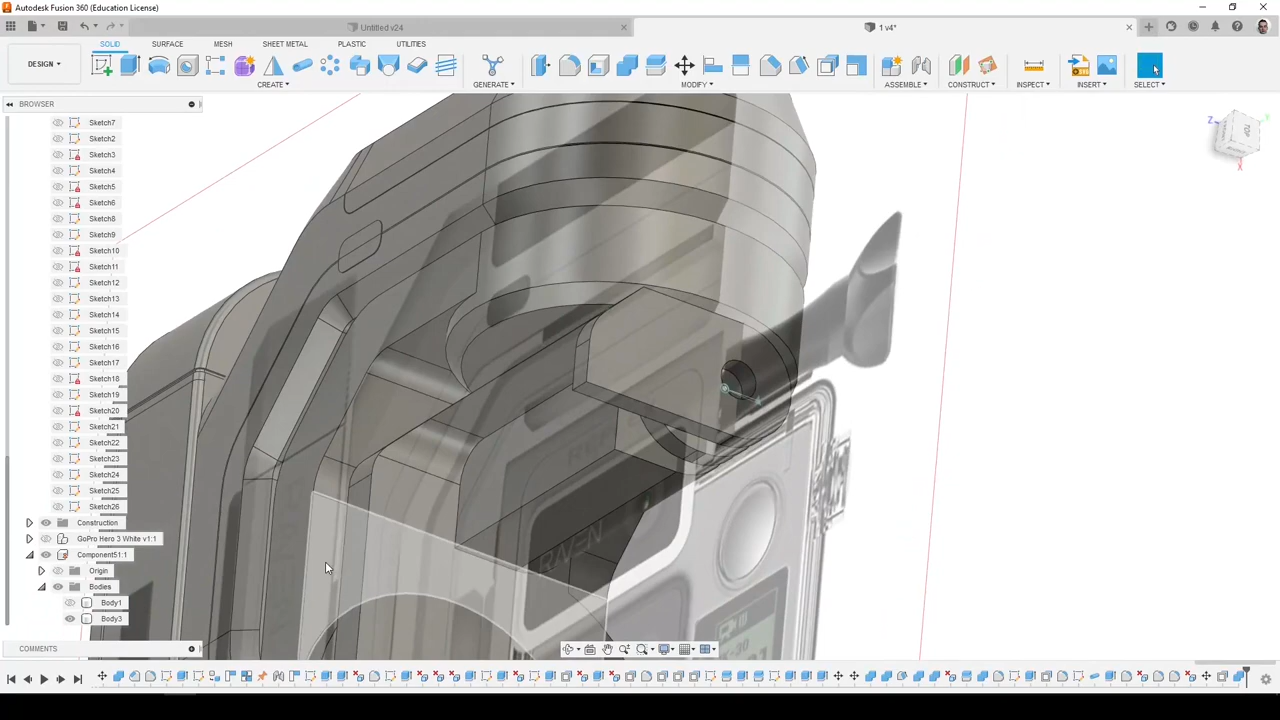 Autodesk Fusion 360 (Education License)
Untitled v24
1 v4*
SOLID
SURFACE
MESH
SHEET METAL
PLASTIC
UTILITIES
DESIGN
CREATE
GENERATE
MODIFY
ASSEMBLE
CONSTRUCT
INSPECT
INSERT
SELECT
BROWSER
Sketch7
Sketch2
Sketch3
Sketch4
Sketch5
Sketch6
Sketch8
Sketch9
Sketch10
Sketch11
Sketch12
Sketch13
Sketch14
Sketch15
Sketch16
Sketch17
Sketch18
Sketch19
Sketch20
Sketch21
Sketch22
Sketch23
Sketch24
Sketch25
Sketch26
Construction
GoPro Hero 3 White v1:1
Component51:1
Origin
Bodies
Body1
Body3
COMMENTS
Z
X
TOP